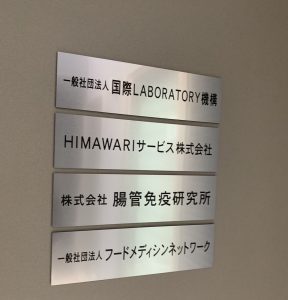 一般社団法人 国際LABORATORY機構
HIMAWARIサービス株式会社
株式会社 腸管免疫研究所
一般社団法人 フードメディシンネットワーク